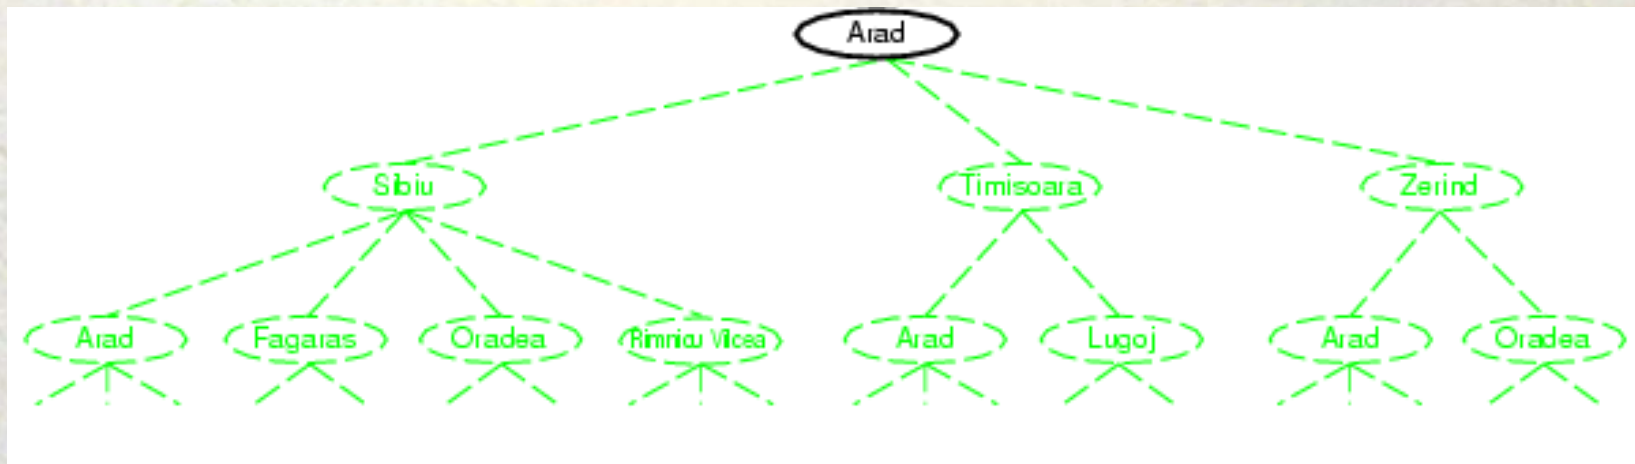 Arad
Sibiu Timisoara Zerind
Arad Fagaras Oradea Rimnicu Vilcea Arad Lugoj Arad Oradea